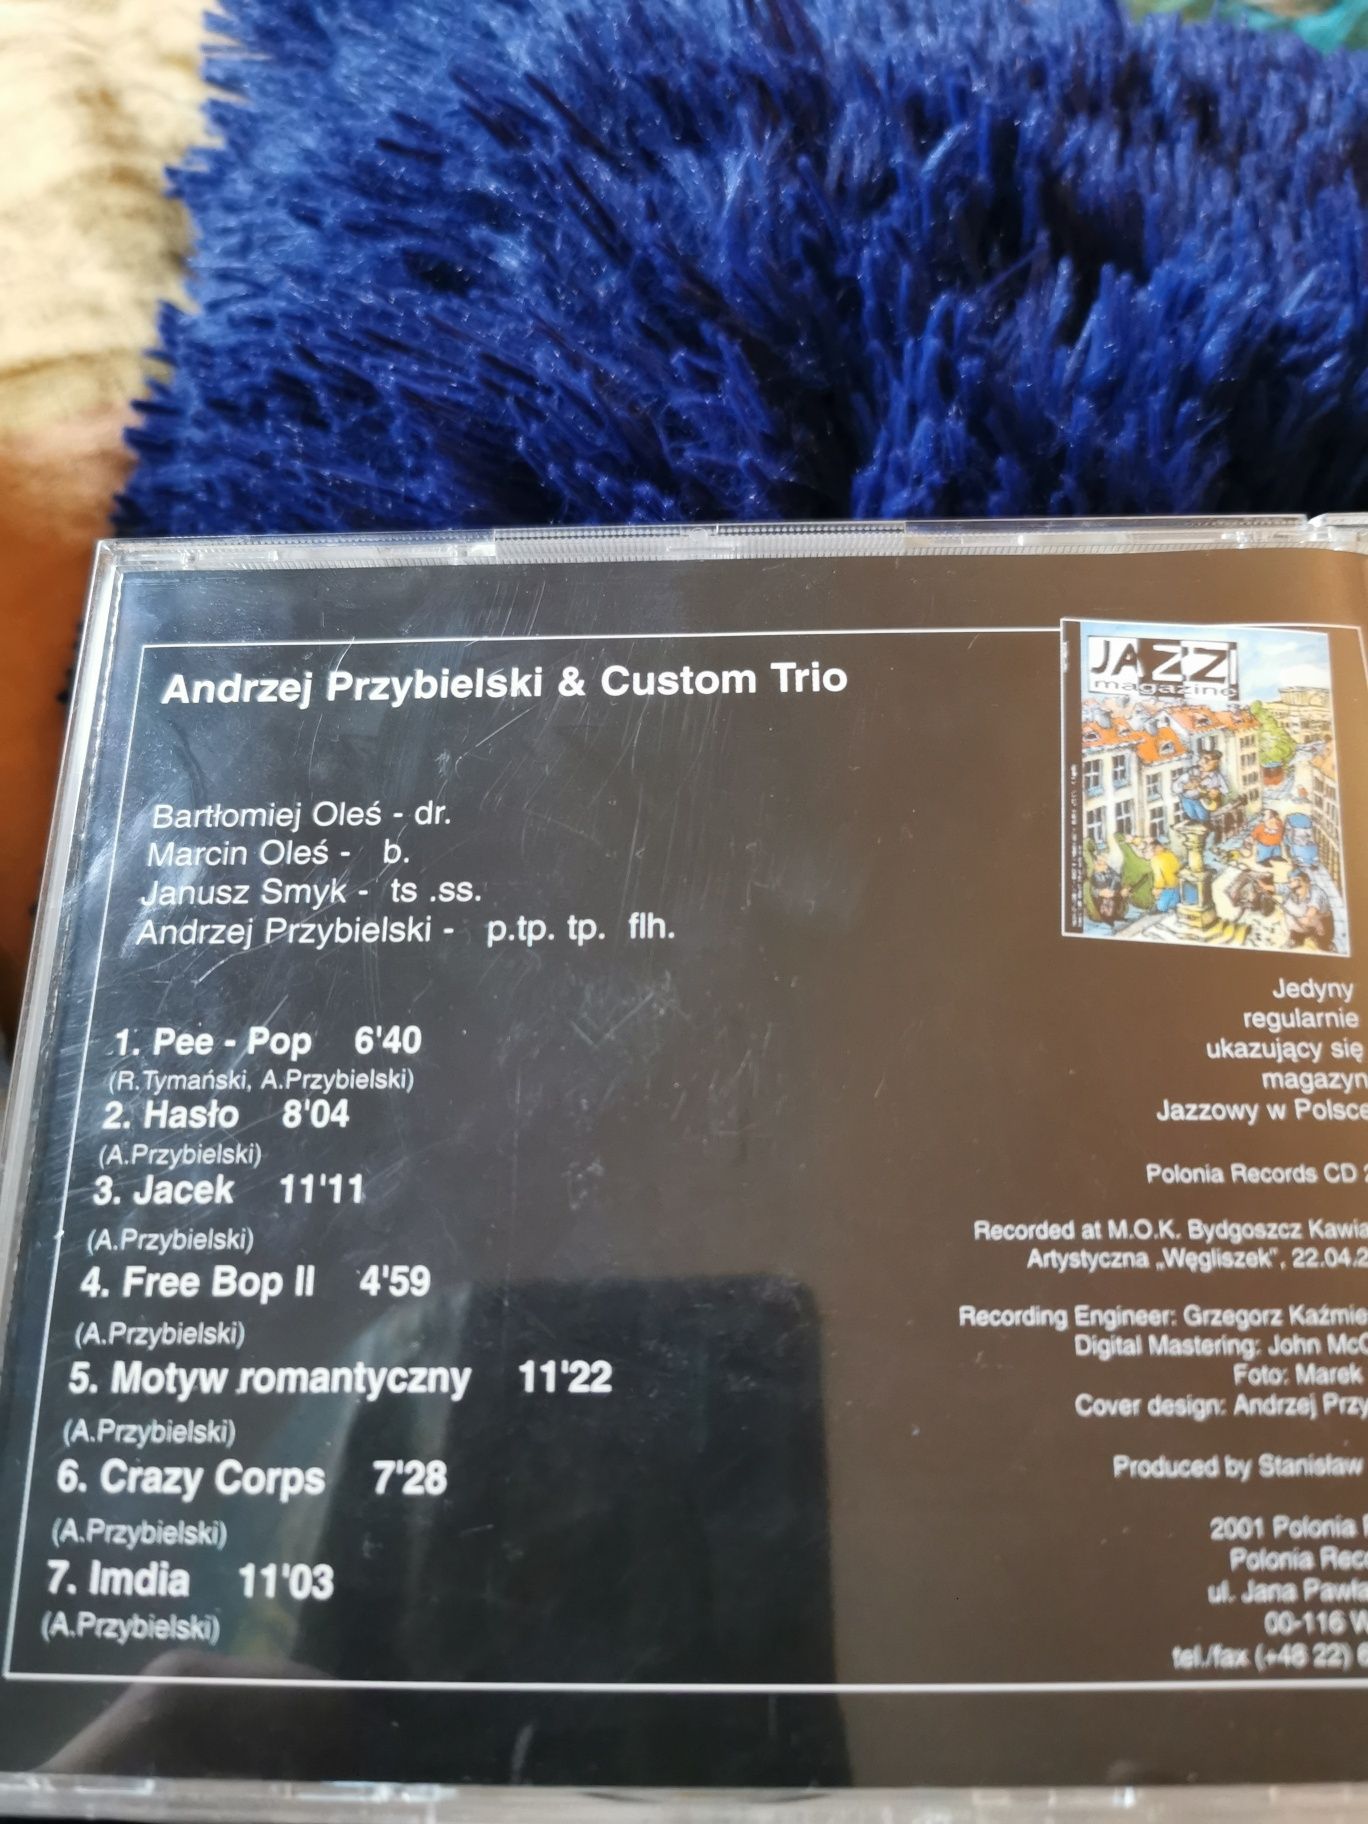 Andrzej Przybielski & Custom Trio
JAZZ
magazine
Bartłomiej Oleś - dr.
Marcin Oleś - b.
Janusz Smyk - ts .ss.
Andrzej Przybielski - p.tp. tp. flh.
1. Pee - Pop 6'40
(R.Tymański, A.Przybielski)
2. Hasło 8'04
(A.Przybielski)
3. Jacek 11'11
(A.Przybielski)
4. Free Bop II 4'59
(A.Przybielski)
5. Motyw romantyczny 11'22
(A.Przybielski)
6. Crazy Corps 7'28
(A.Przybielski)
7. Imdia 11'03
(A.Przybielski)
Jedyny
regularnie
ukazujący się
magazyn
Jazzowy w Polsce
Polonia Records CD
Recorded at M.O.K. Bydgoszcz
Artystyczna „Węgliszek", 22.04.2
Recording Engineer: Grzegorz
Digital Mastering: John
Foto: Marek
Cover design: Andrzej
Produced by Stanisław
2001 Polonia
Polonia
ul. Jana
00-116
tel./fax (+48 22) 6